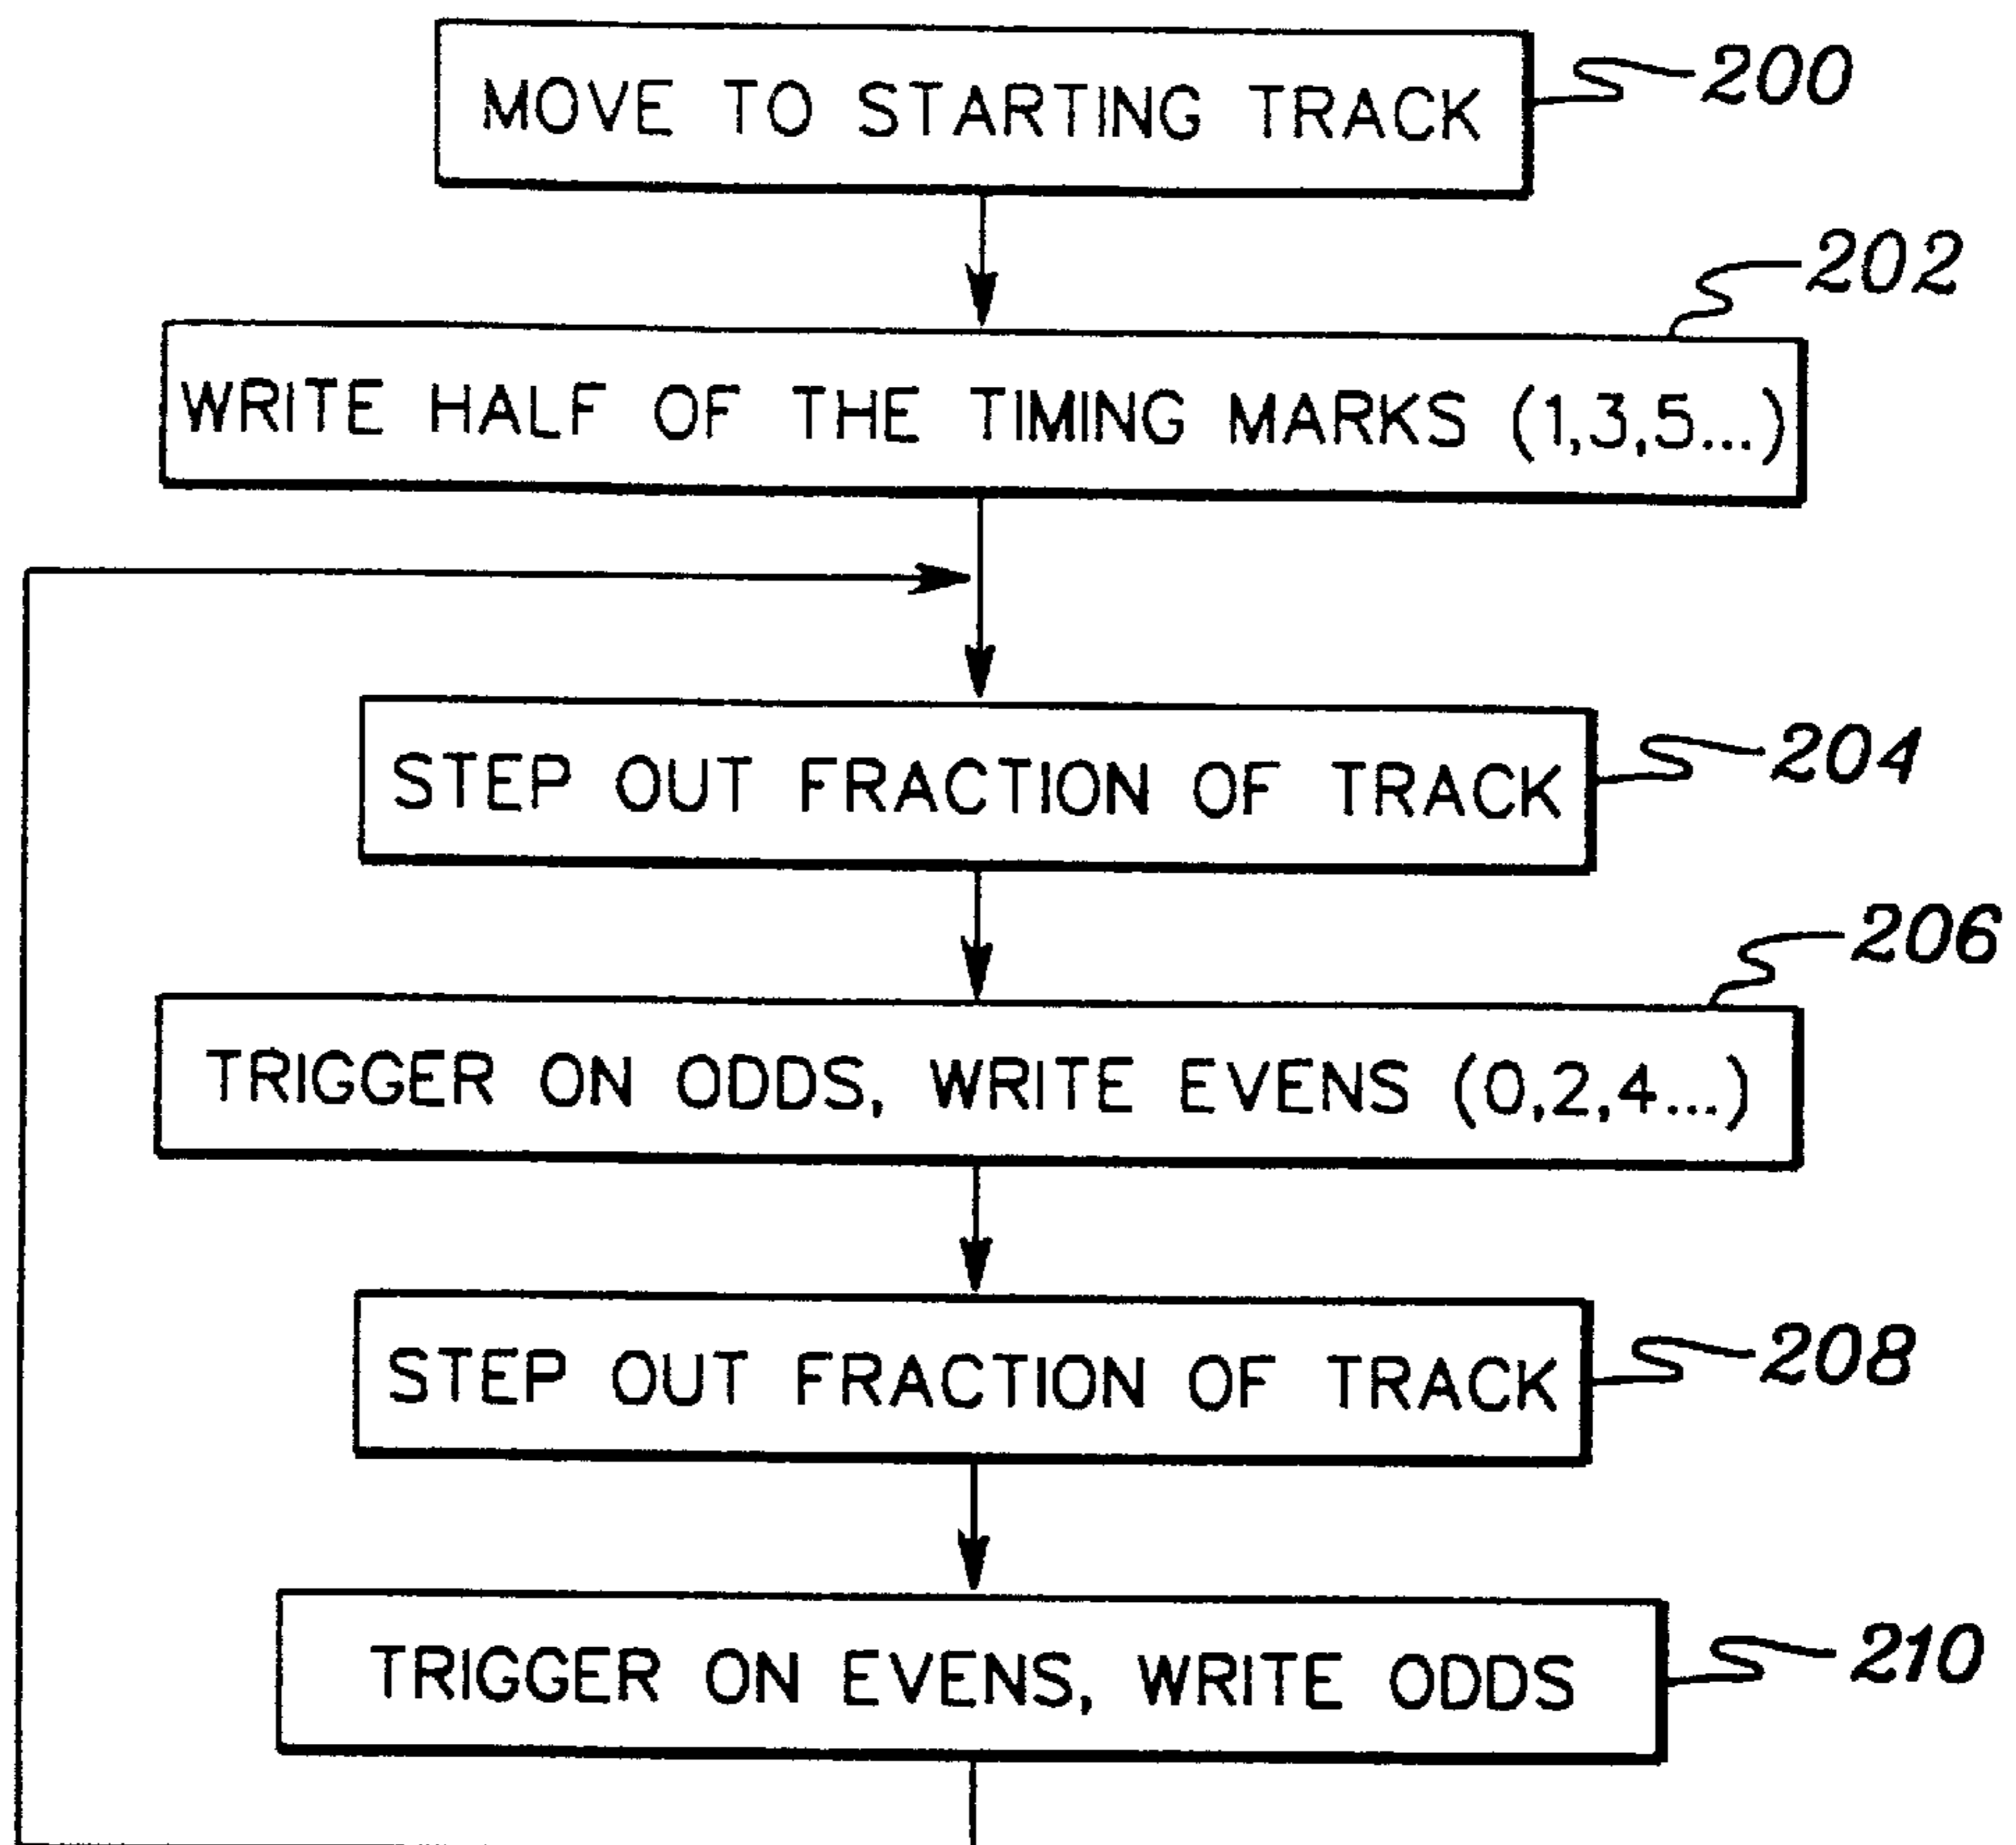 MOVE TO STARTING TRACK
200
202
WRITE HALF OF THE TIMING MARKS (1,3,5...)
STEP OUT FRACTION OF TRACK
204
206
TRIGGER ON ODDS, WRITE EVENS (0,2,4...)
STEP OUT FRACTION OF TRACK
208
TRIGGER ON EVENS, WRITE ODDS
210